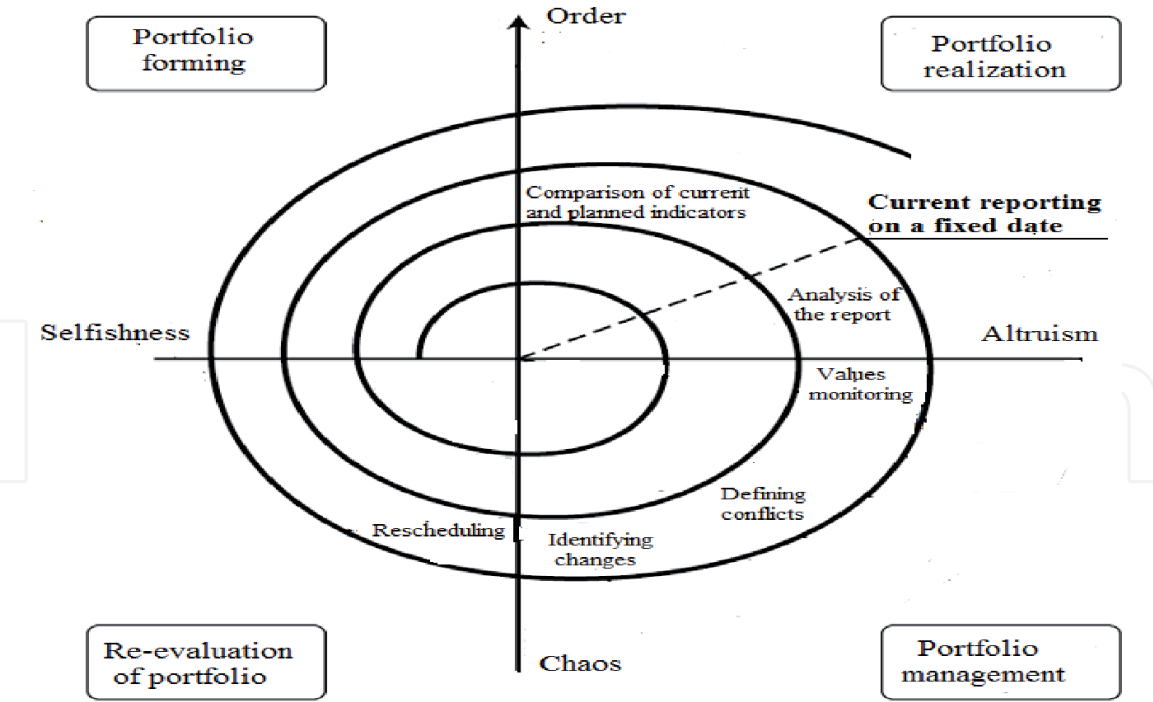 Order
Portfolio
forming
Portfolio
realization
Comparison of current
and planned indicators
Current reporting
on a fixed date
Analysis of
the report
Selfishness
Altruism
Values
monitoring
Defining
conflicts
Rescheduling
Identifying
changes
Re-evaluation
of portfolio
Chaos
Portfolio
management